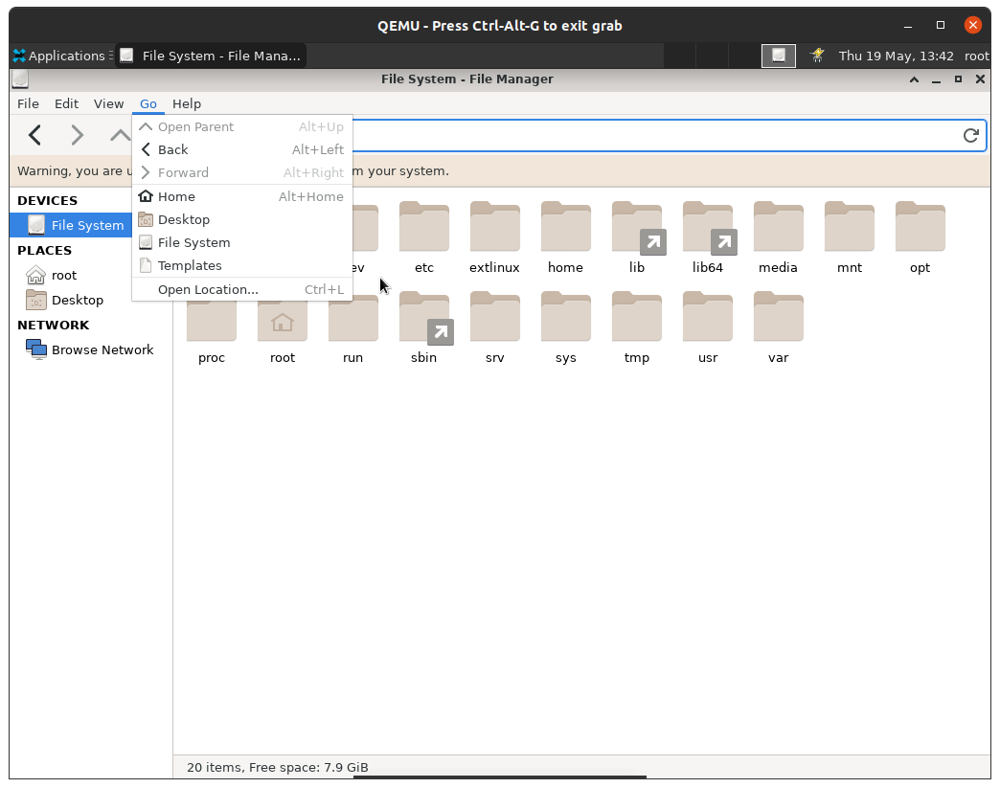 QEMU - Press Ctrl-Alt-G to exit grab
Applications
File System - File Mana...
Thu 19 May, 13:42
root
File System - File Manager
File Edit View Go Help
Open Parent Alt+Up
Back Alt+Left
Forward Alt+Right
Home Alt+Home
Desktop
File System
Templates
Open Location... Ctrl+L
Warning, you are u
m your system.
DEVICES
File System
PLACES
root
Desktop
NETWORK
Browse Network
ev etc extlinux home lib lib64 media mnt opt
proc root run sbin srv sys tmp usr var
20 items, Free space: 7.9 GiB